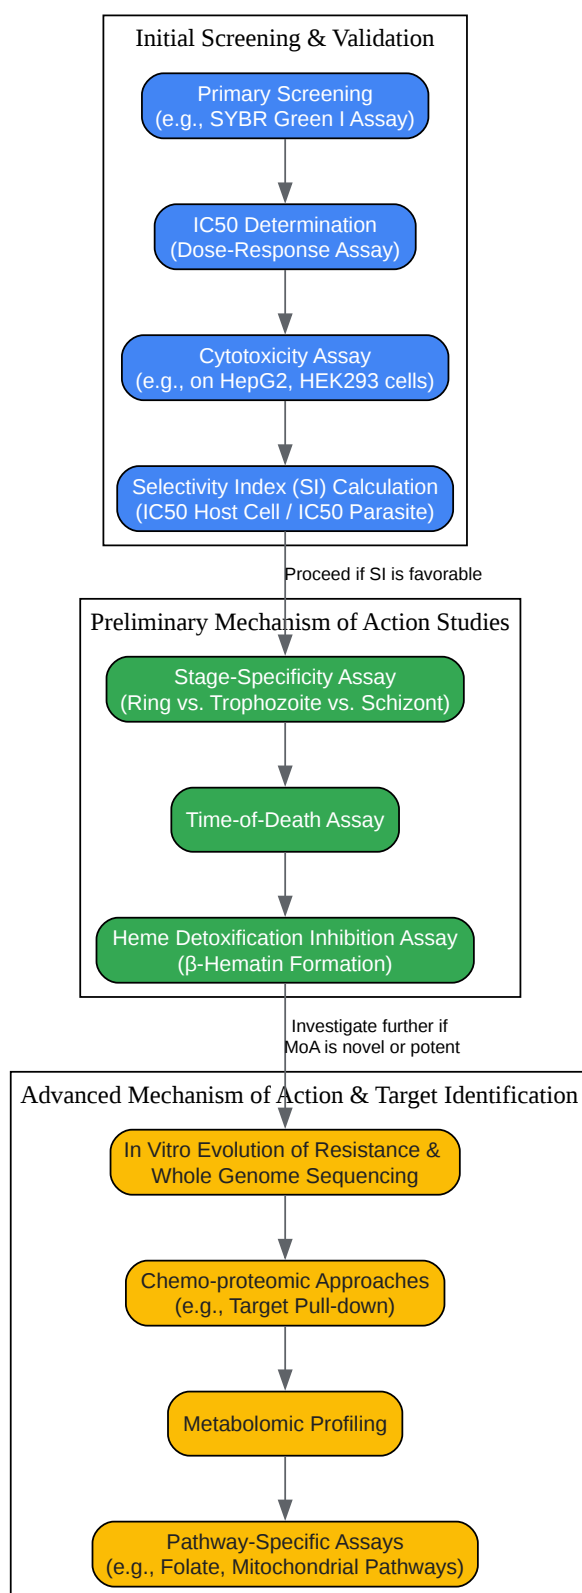 Initial Screening & Validation
Primary Screening
(e.g., SYBR Green I Assay)
IC50 Determination
(Dose-Response Assay)
Cytotoxicity Assay
(e.g., on HepG2, HEK293 cells)
Selectivity Index (SI) Calculation
(IC50 Host Cell / IC50 Parasite)
Proceed if SI is favorable
Preliminary Mechanism of Action Studies
Stage-Specificity Assay
(Ring vs. Trophozoite vs. Schizont)
Time-of-Death Assay
Heme Detoxification Inhibition Assay
(β-Hematin Formation)
Investigate further if
MoA is novel or potent
Advanced Mechanism of Action & Target Identification
In Vitro Evolution of Resistance &
Whole Genome Sequencing
Chemo-proteomic Approaches
(e.g., Target Pull-down)
Metabolomic Profiling
Pathway-Specific Assays
(e.g., Folate, Mitochondrial Pathways)